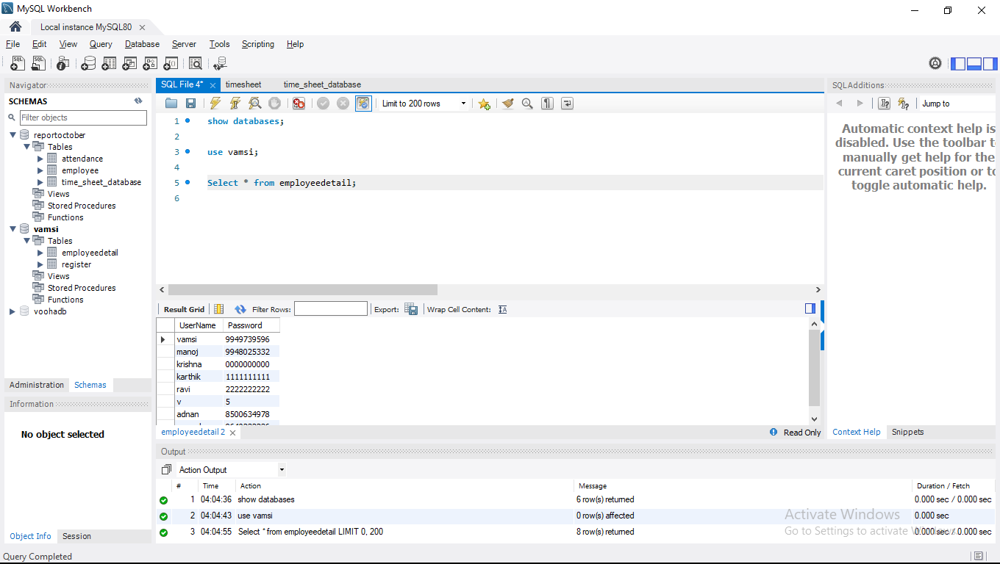 MySQL Workbench
Local instance MySQL80
File Edit View Query Database Server Tools Scripting Help
Navigator
SCHEMAS
Filter objects
reportoctober
Tables
attendance
employee
time_sheet_database
Views
Stored Procedures
Functions
vamsi
Tables
employeedetail
register
Views
Stored Procedures
Functions
voohadb
Administration Schemas
Information
No object selected
Object Info Session
SQL File 4* timesheet time_sheet_database
Limit to 200 rows
1 show databases;
2
3 use vamsi;
4
5 Select * from employeedetail;
6
Result Grid Filter Rows: Export: Wrap Cell Content:
UserName Password
vamsi 9949739596
manoj 9948025332
krishna 0000000000
karthik 1111111111
ravi 2222222222
v 5
adnan 8500634978
employeedetail 2 Read Only
SQLAdditions
Jump to
Automatic context help is
disabled. Use the toolbar t
manually get help for the
current caret position or to
toggle automatic help.
Context Help Snippets
Output
Action Output
# Time Action Message Duration / Fetch
1 04:04:36 show databases 6 row(s) returned 0.000 sec / 0.000 sec
2 04:04:43 use vamsi 0 row(s) affected 0.000 sec
3 04:04:55 Select * from employeedetail LIMIT 0, 200 8 row(s) returned 0.000 sec / 0.000 sec
Activate Windows
Go to Settings to activate Windows.
Query Completed